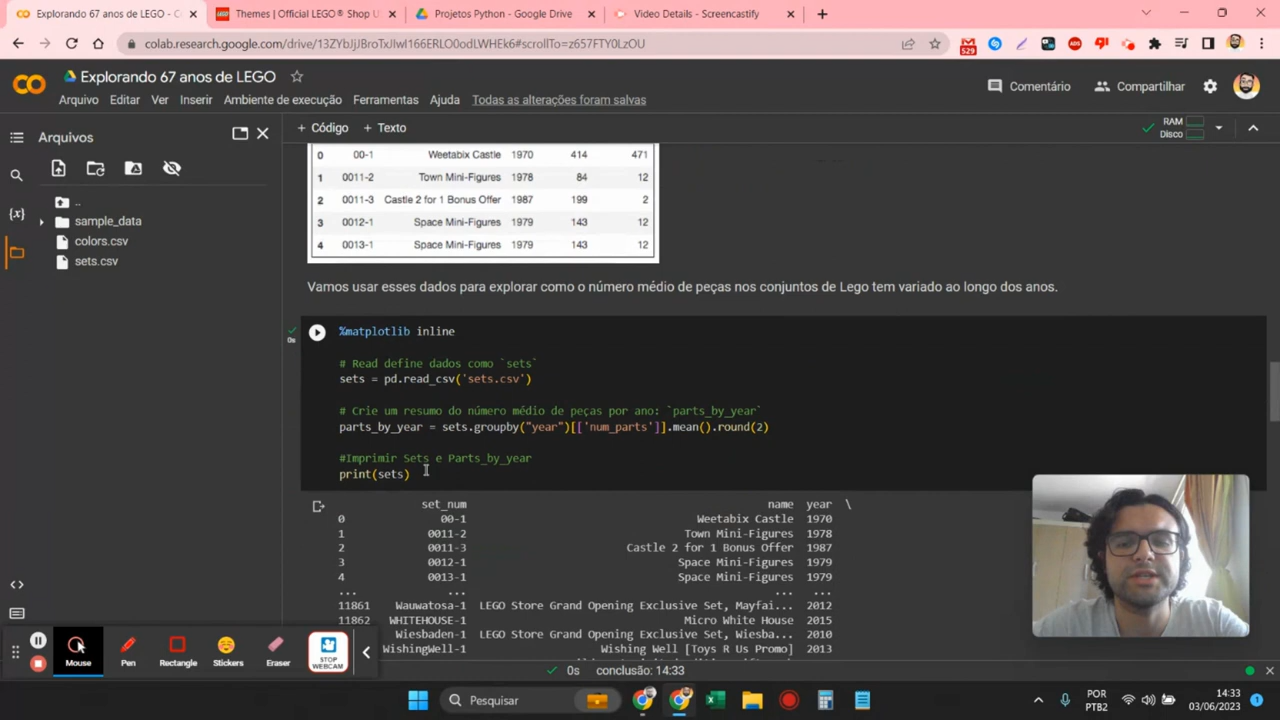 Explorando 67 anos de LEGO - C
Themes | Official LEGO® Shop U
Projetos Python - Google Drive
Video Details - Screencastify
colab.research.google.com/drive/13ZYbJjJBroTxJIwI166ERLO0odLWHEk6#scrollTo=z657FTY0LzOU
529
ABS
Explorando 67 anos de LEGO
Arquivo Editar Ver Inserir Ambiente de execução Ferramentas Ajuda Todas as alterações foram salvas
Comentário Compartilhar
Arquivos
+ Código + Texto
RAM
Disco
..
sample_data
colors.csv
sets.csv
0 00-1 Weetabix Castle 1970 414 471
1 0011-2 Town Mini-Figures 1978 84 12
2 0011-3 Castle 2 for 1 Bonus Offer 1987 199 2
3 0012-1 Space Mini-Figures 1979 143 12
4 0013-1 Space Mini-Figures 1979 143 12
Vamos usar esses dados para explorar como o número médio de peças nos conjuntos de Lego tem variado ao longo dos anos.
0s
%matplotlib inline
# Read define dados como `sets`
sets = pd.read_csv('sets.csv')
# Crie um resumo do número médio de peças por ano: `parts_by_year`
parts_by_year = sets.groupby("year")[['num_parts']].mean().round(2)
#Imprimir Sets e Parts_by_year
print(sets)
set_num name year \
0 00-1 Weetabix Castle 1970
1 0011-2 Town Mini-Figures 1978
2 0011-3 Castle 2 for 1 Bonus Offer 1987
3 0012-1 Space Mini-Figures 1979
4 0013-1 Space Mini-Figures 1979
... ... ... ...
11861 Wauwatosa-1 LEGO Store Grand Opening Exclusive Set, Mayfai... 2012
11862 WHITEHOUSE-1 Micro White House 2015
Wiesbaden-1 LEGO Store Grand Opening Exclusive Set, Wiesba... 2010
WishingWell-1 Wishing Well [Toys R Us Promo] 2013
Mouse Pen Rectangle Stickers Eraser STOP WEBCAM
0s conclusão: 14:33
Pesquisar
POR
PTB2
14:33
03/06/2023
1